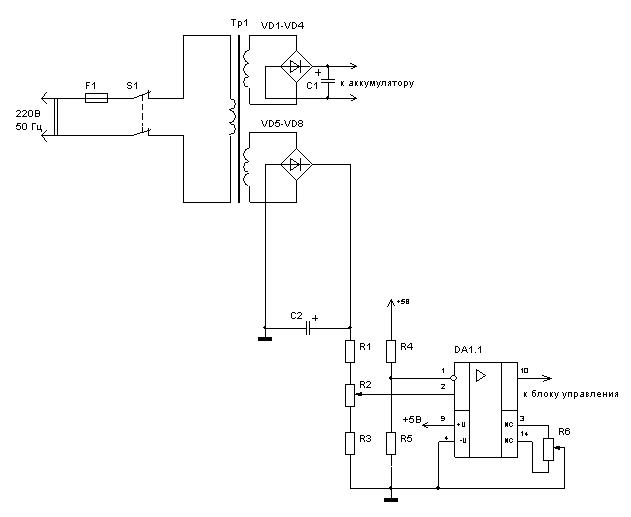 Тр1
VD1-VD4
F1
S1
+
C1
к аккумулятору
220В
50 Гц
VD5-VD8
+5В
C2
+
R1
R4
DA1.1
1
10
R2
2
к блоку управления
+5В
9
+U
NC
3
R6
R3
R5
4
-U
NC
14